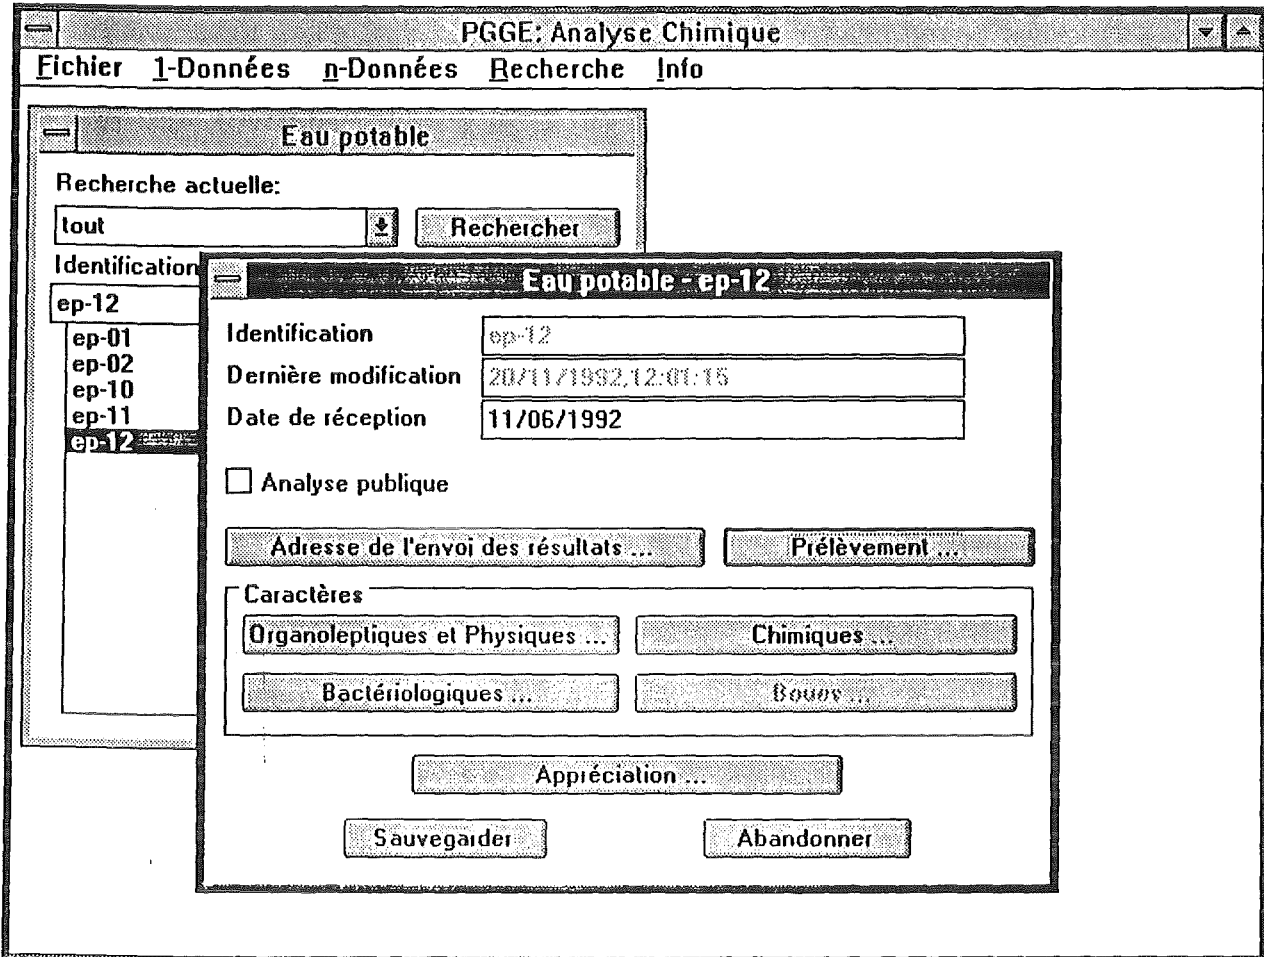 PGGE: Analyse Chimique
Fichier 1-Données n-Données Recherche Info
Eau potable
Recherche actuelle:
tout Rechercher
Identification
ep-12
ep-01
ep-02
ep-10
ep-11
ep-12
Eau potable - ep-12
Identification ep-12
Dernière modification 20/11/1992,12:01:15
Date de réception 11/06/1992
Analyse publique
Adresse de l'envoi des résultats ... Prélèvement ...
Caractères
Organoleptiques et Physiques ... Chimiques ...
Bactériologiques ... Boues ...
Appréciation ...
Sauvegarder Abandonner